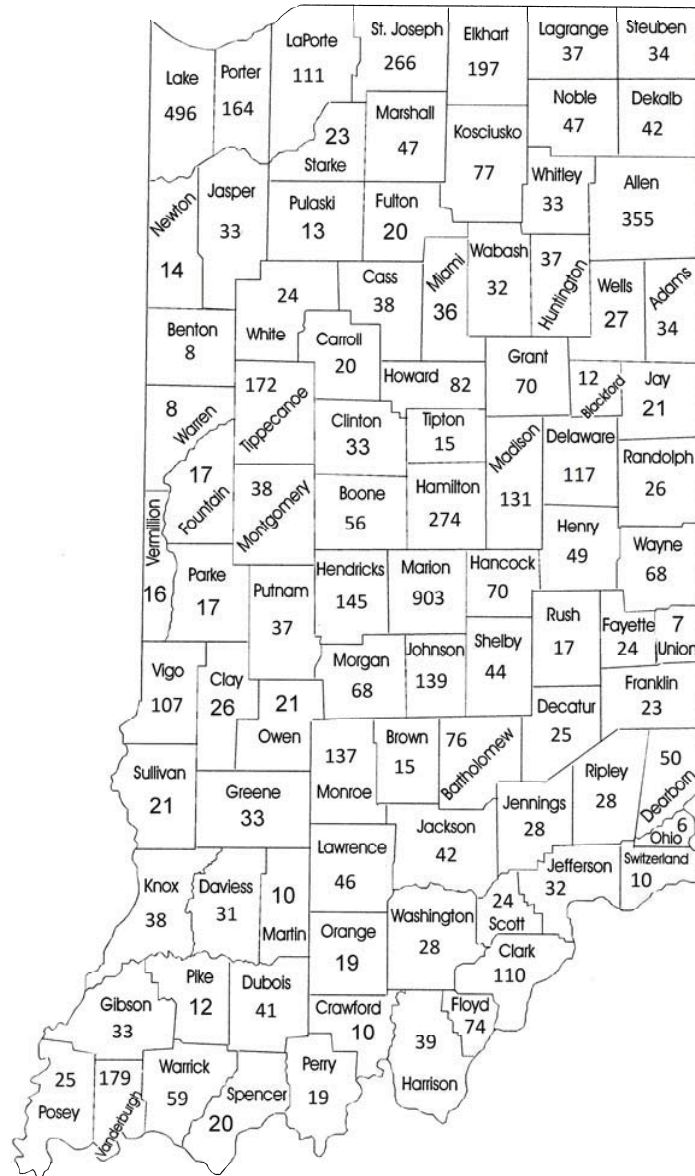 Lake
496
Porter
164
LaPorte
111
St. Joseph
266
Elkhart
197
Lagrange
37
Steuben
34
Noble
47
Dekalb
42
23
Starke
Marshall
47
Kosciusko
77
Whitley
33
Allen
355
Newton
14
Jasper
33
Pulaski
13
Fulton
20
24
White
Cass
38
Miami
36
Wabash
32
37
Huntington
Wells
27
Adams
34
Benton
8
Carroll
20
Howard 82
Grant
70
12
Blackford
Jay
21
8
Warren
172
Tippecanoe
Clinton
33
Tipton
15
Madison
131
Delaware
117
Randolph
26
17
Fountain
38
Montgomery
Boone
56
Hamilton
274
Henry
49
Wayne
68
Vermillion
16
Parke
17
Putnam
37
Hendricks
145
Marion
903
Hancock
70
Rush
17
Fayette
24
7
Union
Vigo
107
Clay
26
21
Owen
Morgan
68
Johnson
139
Shelby
44
Decatur
25
Franklin
23
Sullivan
21
Greene
33
137
Monroe
Brown
15
76
Bartholomew
Jennings
28
Ripley
28
50
Dearborn
6
Ohio
Jackson
42
Lawrence
46
Jefferson
32
Switzerland
10
Knox
38
Daviess
31
10
Martin
Orange
19
Washington
28
24
Scott
Clark
110
Gibson
33
Pike
12
Dubois
41
Crawford
10
39
Harrison
Floyd
74
25
Posey
179
Vanderburgh
Warrick
59
Spencer
20
Perry
19